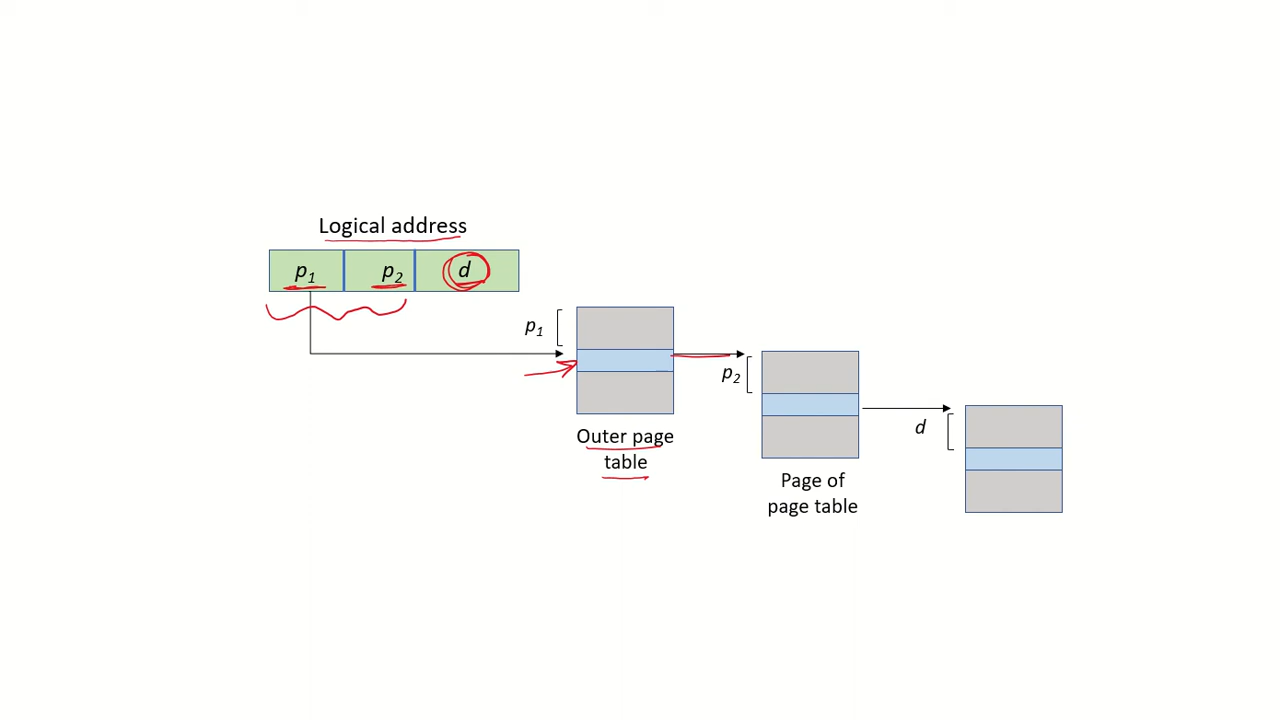 Logical address
p1 p2 d
p1
p2
d
Outer page
table
Page of
page table